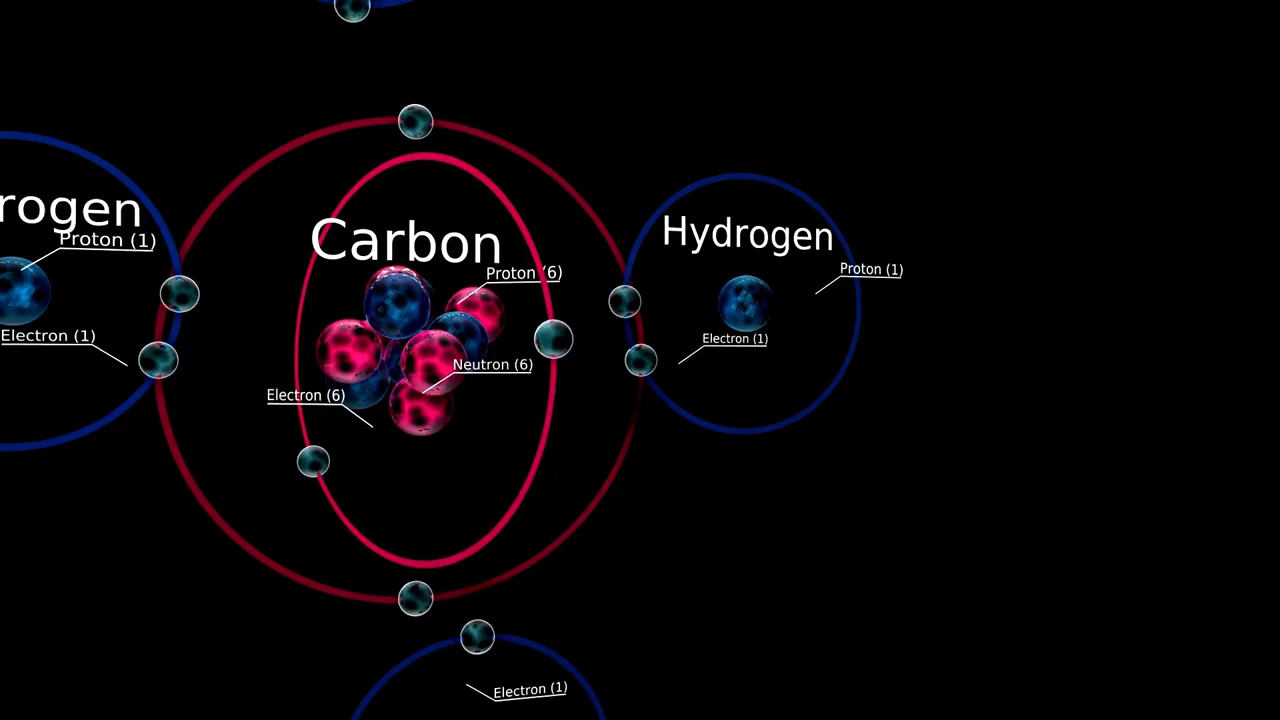 rogen
Proton (1)
Electron (1)
Carbon
Proton (6)
Neutron (6)
Electron (6)
Hydrogen
Proton (1)
Electron (1)
Electron (1)